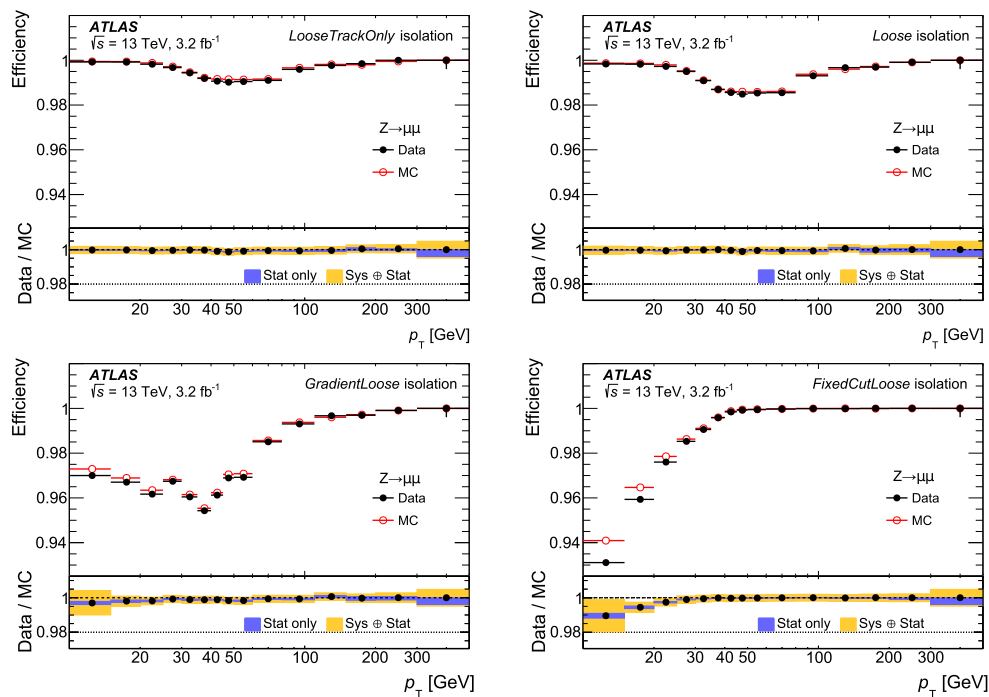 ATLAS
√s = 13 TeV, 3.2 fb-1
LooseTrackOnly isolation
Efficiency
1
0.98
0.96
0.94
Z→μμ
Data
MC
Data / MC
1
0.98
Stat only
Sys ⊕ Stat
20 30 40 50 100 200 300
pT [GeV]
ATLAS
√s = 13 TeV, 3.2 fb-1
Loose isolation
Efficiency
1
0.98
0.96
0.94
Z→μμ
Data
MC
Data / MC
1
0.98
Stat only
Sys ⊕ Stat
20 30 40 50 100 200 300
pT [GeV]
ATLAS
√s = 13 TeV, 3.2 fb-1
GradientLoose isolation
Efficiency
1
0.98
0.96
0.94
Z→μμ
Data
MC
Data / MC
1
0.98
Stat only
Sys ⊕ Stat
20 30 40 50 100 200 300
pT [GeV]
ATLAS
√s = 13 TeV, 3.2 fb-1
FixedCutLoose isolation
Efficiency
1
0.98
0.96
0.94
Z→μμ
Data
MC
Data / MC
1
0.98
Stat only
Sys ⊕ Stat
20 30 40 50 100 200 300
pT [GeV]